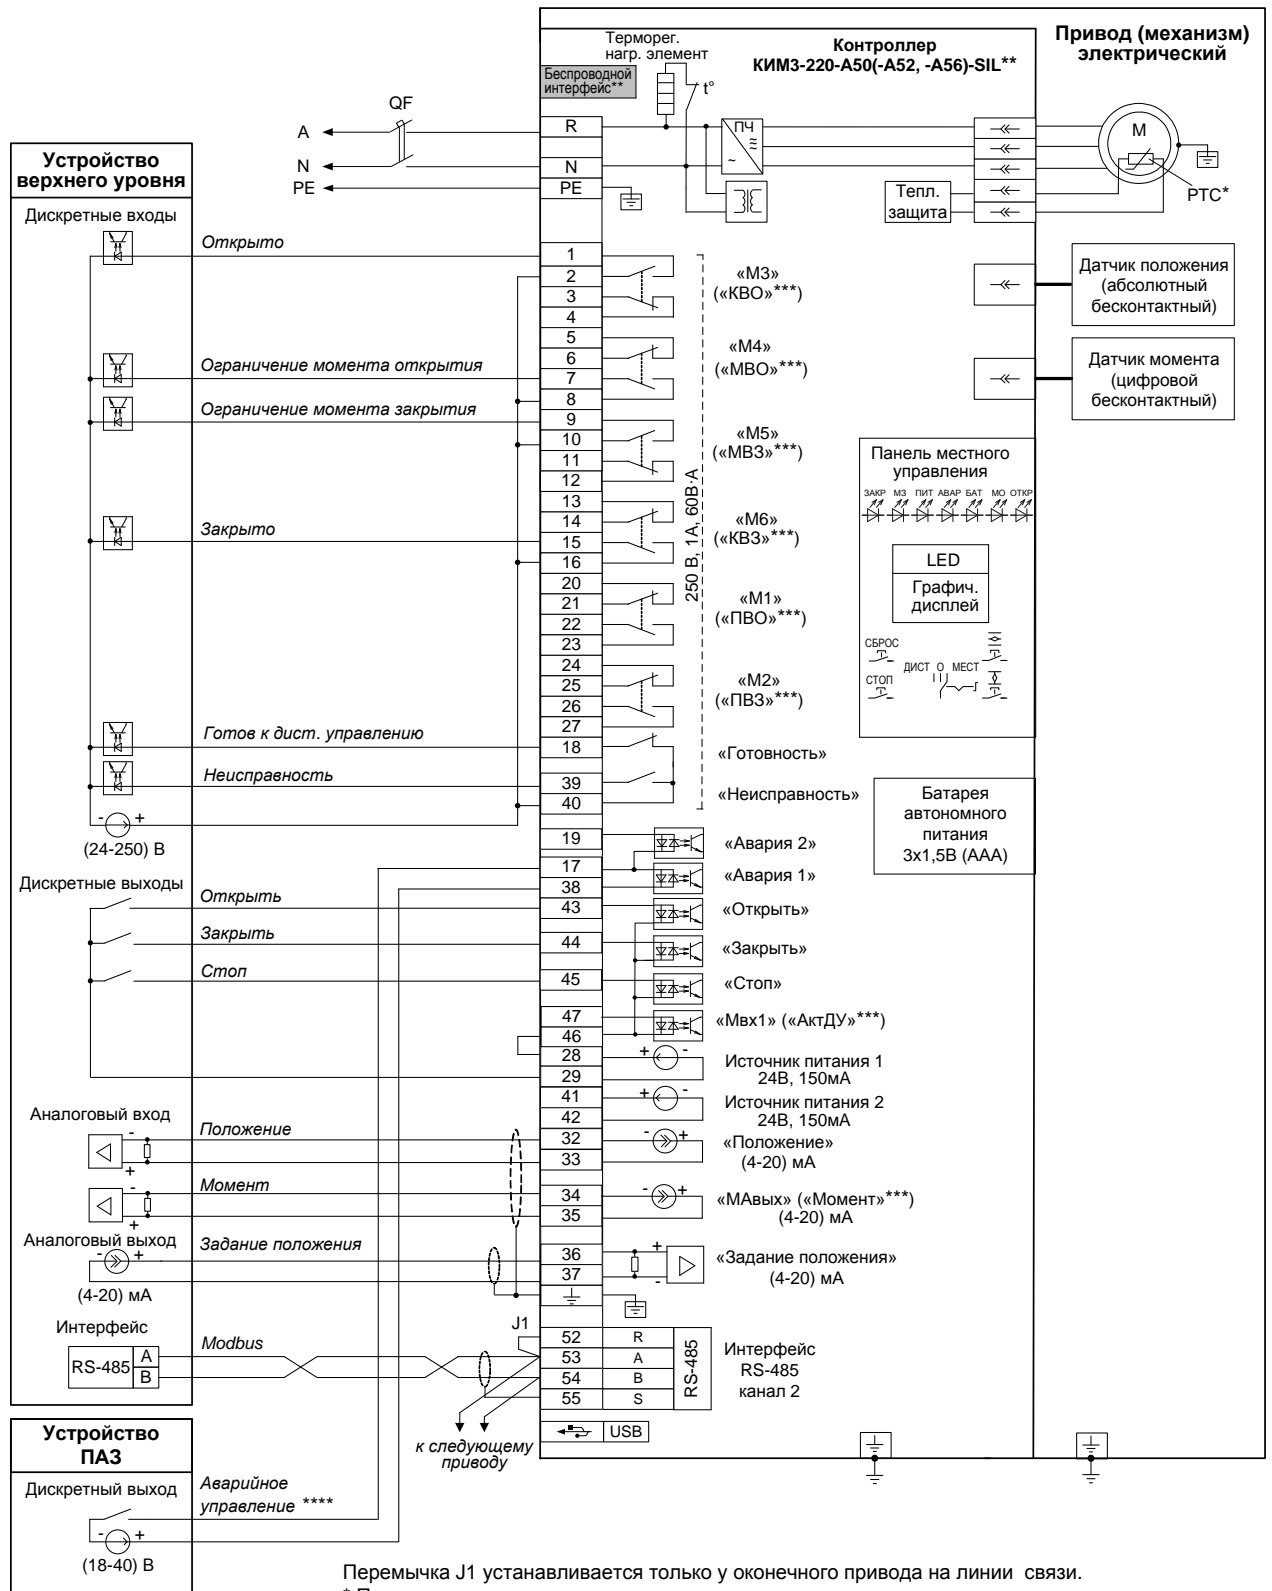 Привод (механизм)
электрический
Контроллер
КИМ3-220-А50(-А52, -А56)-SIL**
Терморег.
нагр. элемент
t°
Беспроводной
интерфейс**
QF
A
N
PE
R
N
PE
ПЧ
≈
~
Тепл.
защита
М
РТС*
Устройство
верхнего уровня
Дискретные входы
Открыто
Ограничение момента открытия
Ограничение момента закрытия
Закрыто
Готов к дист. управлению
Неисправность
- +
(24-250) В
1
2
3
4
5
6
7
8
9
10
11
12
13
14
15
16
20
21
22
23
24
25
26
27
18
39
40
«М3»
(«КВО»***)
«М4»
(«МВО»***)
«М5»
(«МВЗ»***)
«М6»
(«КВЗ»***)
«М1»
(«ПВО»***)
«М2»
(«ПВЗ»***)
«Готовность»
«Неисправность»
250 В, 1А, 60В·А
Датчик положения
(абсолютный
бесконтактный)
Датчик момента
(цифровой
бесконтактный)
Панель местного
управления
ЗАКР МЗ ПИТ АВАР БАТ МО ОТКР
LED
Графич.
дисплей
СБРОС
СТОП
ДИСТ О МЕСТ
Батарея
автономного
питания
3x1,5В (ААА)
Дискретные выходы
Открыть
Закрыть
Стоп
19
17
38
43
44
45
47
46
28
29
41
42
32
33
34
35
36
37
«Авария 2»
«Авария 1»
«Открыть»
«Закрыть»
«Стоп»
«Мвх1» («АктДУ»***)
+ -
Источник питания 1
24В, 150мА
+ -
Источник питания 2
24В, 150мА
- +
«Положение»
(4-20) мА
- +
«МАвых» («Момент»***)
(4-20) мА
+
-
«Задание положения»
(4-20) мА
Аналоговый вход
-
+
Положение
-
+
Момент
Аналоговый выход
- +
Задание положения
(4-20) мА
Интерфейс
RS-485
A
B
Modbus
J1
52 R
53 A
54 B
55 S
RS-485
Интерфейс
RS-485
канал 2
USB
к следующему
приводу
Устройство
ПАЗ
Дискретный выход
Аварийное
управление ****
- +
(18-40) В
Перемычка J1 устанавливается только у оконечного привода на линии связи.